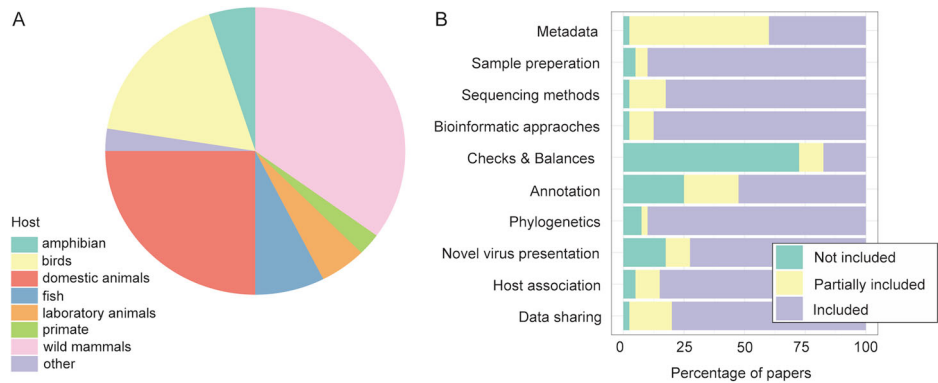 A
Host
amphibian
birds
domestic animals
fish
laboratory animals
primate
wild mammals
other
B
Metadata
Sample preperation
Sequencing methods
Bioinformatic appraoches
Checks & Balances
Annotation
Phylogenetics
Novel virus presentation
Host association
Data sharing
Not included
Partially included
Included
0 25 50 75 100
Percentage of papers